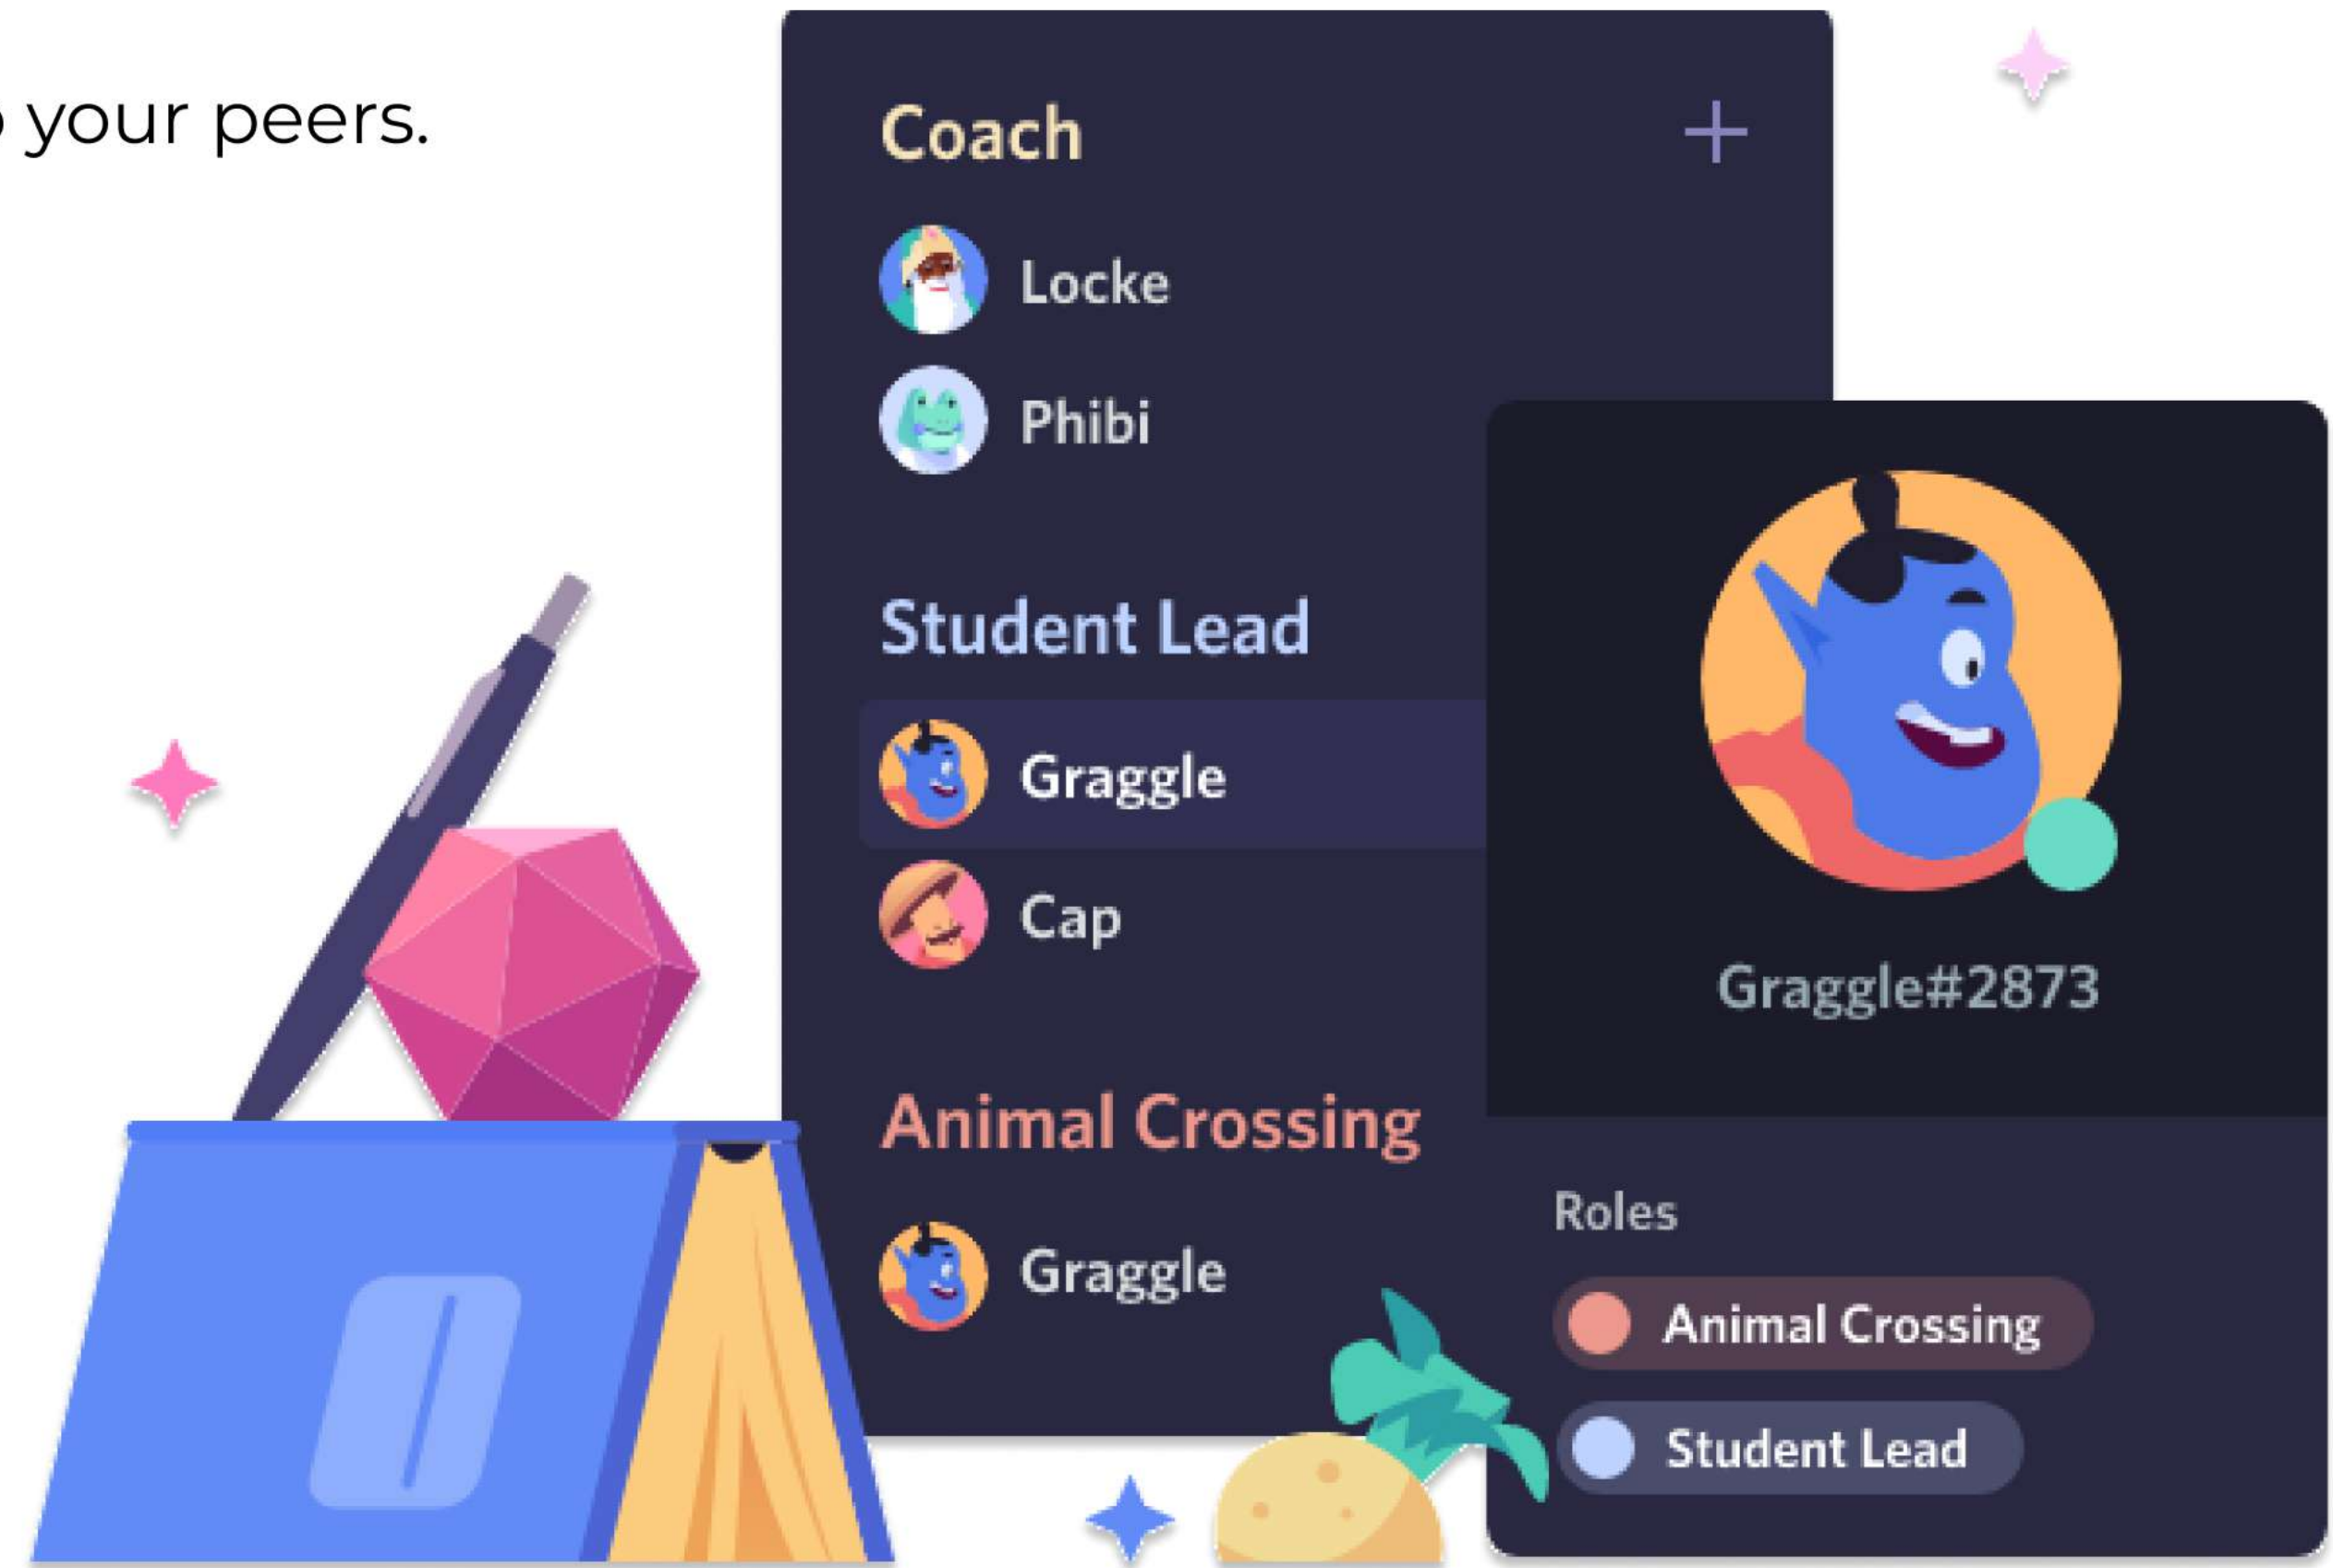 your peers.
Coach
Locke
Phibi
Student Lead
Graggle
Cap
Animal Crossing
Graggle
Graggle#2873
Roles
Animal Crossing
Student Lead